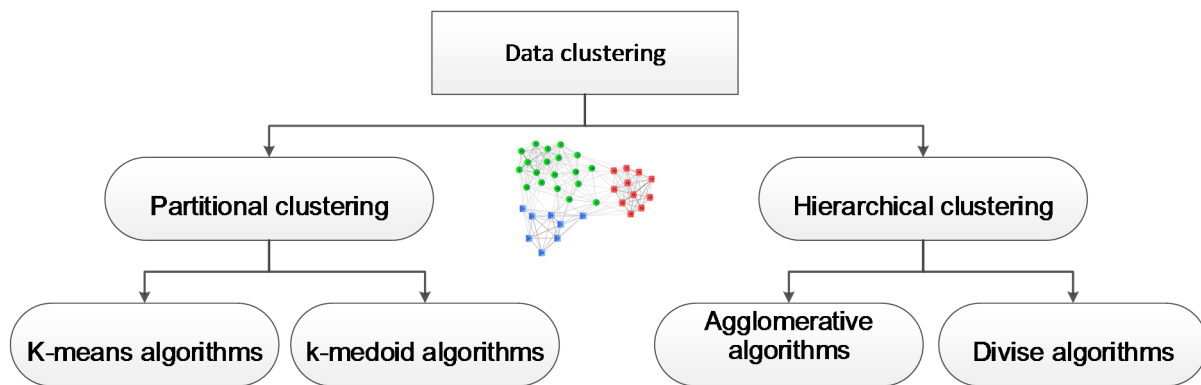 Data clustering
Partitional clustering
Hierarchical clustering
K-means algorithms
k-medoid algorithms
Agglomerative
algorithms
Divise algorithms